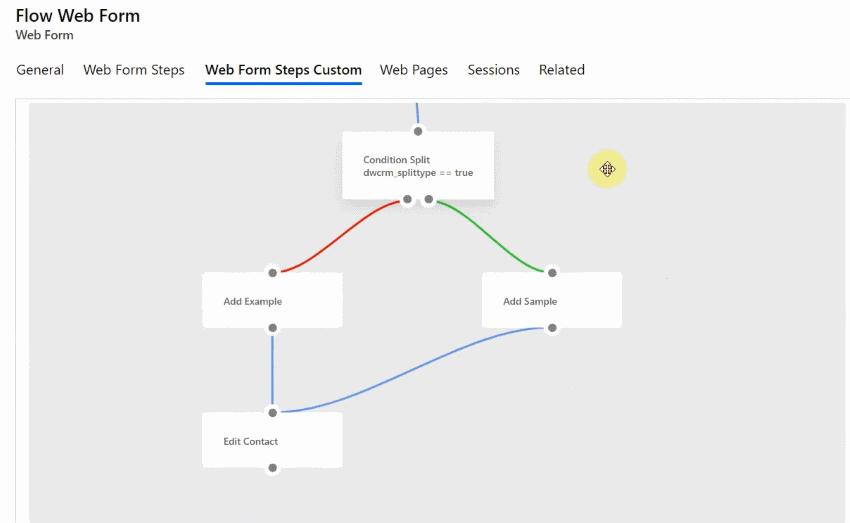 Flow Web Form
Web Form
General Web Form Steps Web Form Steps Custom Web Pages Sessions Related
Condition Split
dwcrm_splittype == true
Add Example
Add Sample
Edit Contact